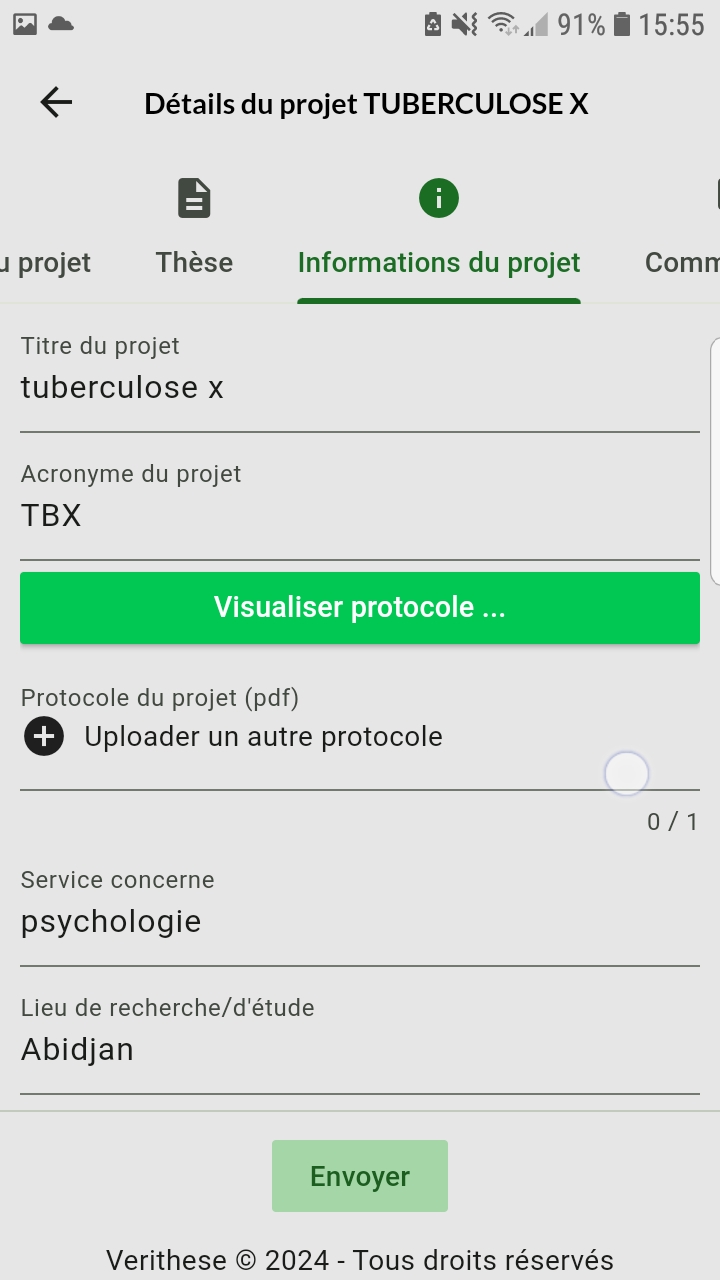 91% 15:55
Détails du projet TUBERCULOSE X
u projet Thèse Informations du projet Comm
Titre du projet
tuberculose x
Acronyme du projet
TBX
Visualiser protocole ...
Protocole du projet (pdf)
Uploader un autre protocole
0 / 1
Service concerne
psychologie
Lieu de recherche/d'étude
Abidjan
Envoyer
Verithese © 2024 - Tous droits réservés